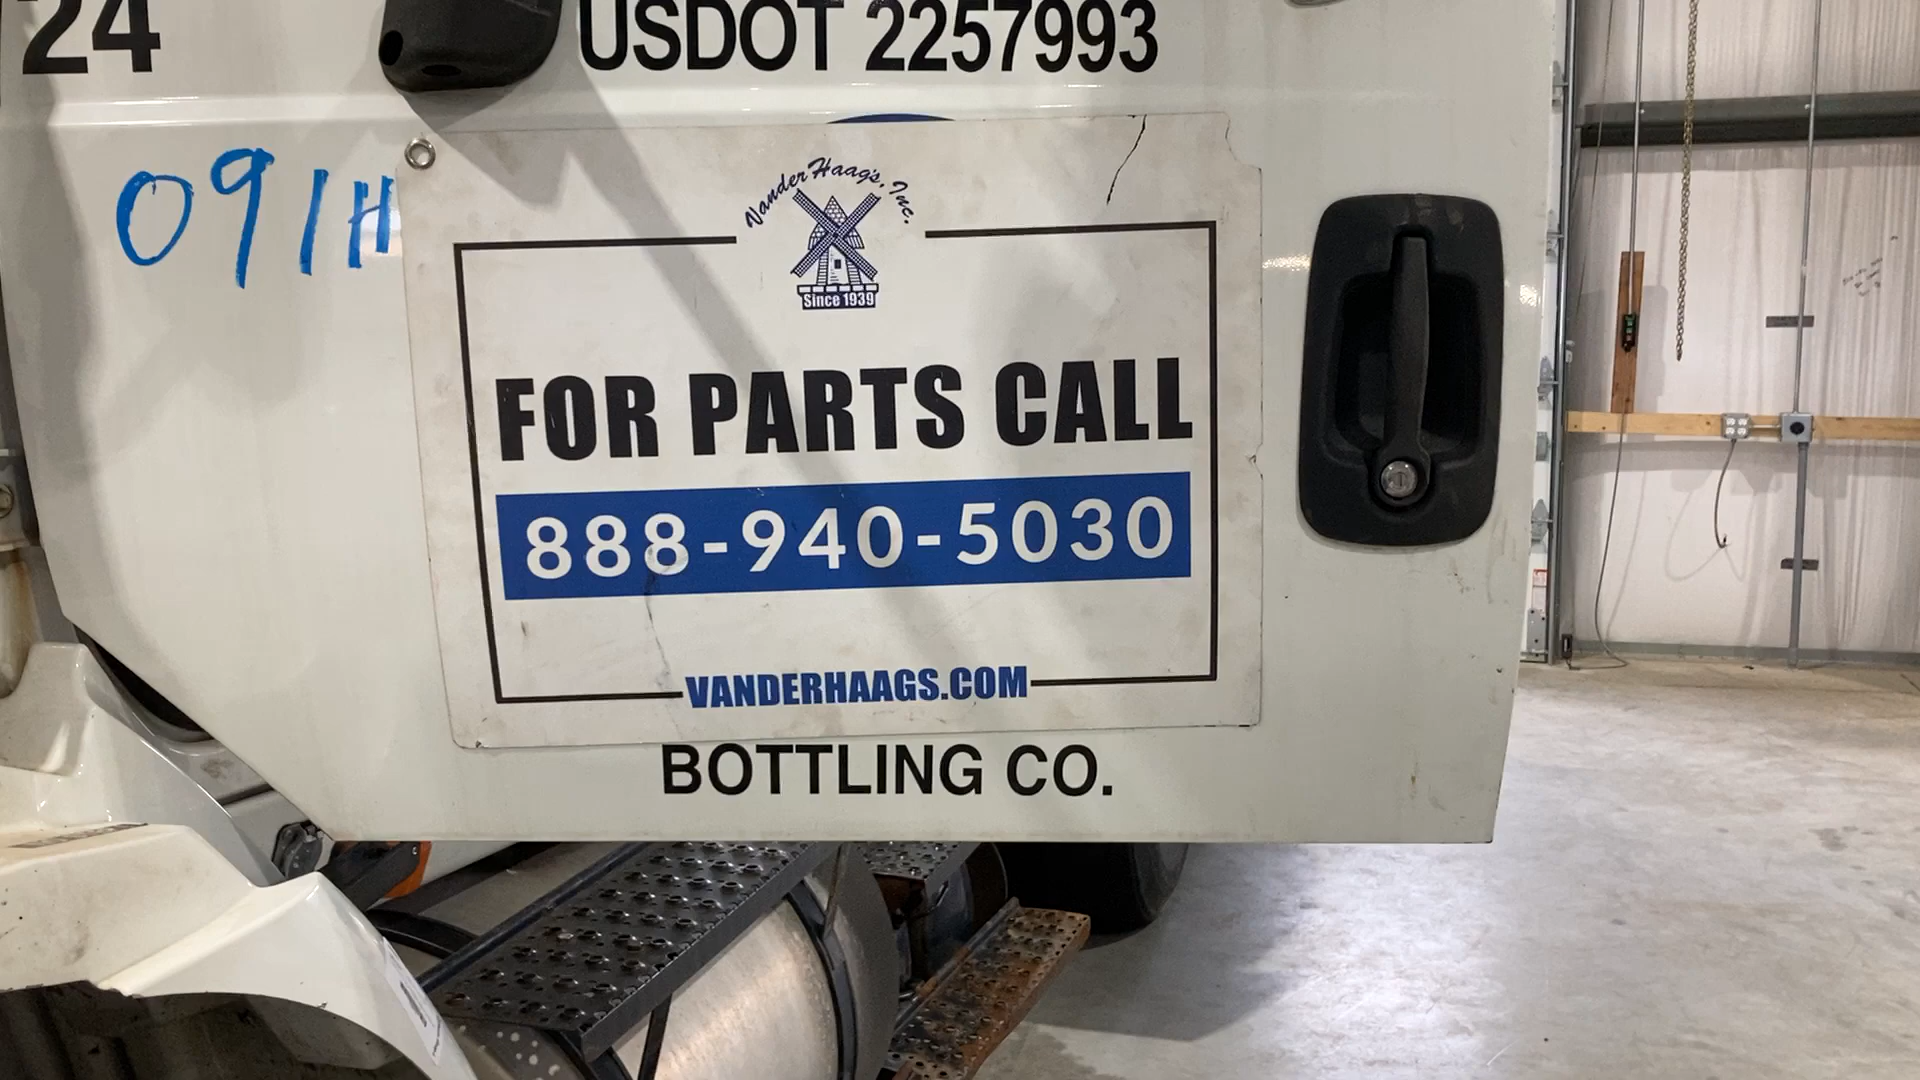 24
USDOT 2257993
091H
Vander Haag's, Inc.
Since 1939
FOR PARTS CALL
888-940-5030
VANDERHAAGS.COM
BOTTLING CO.